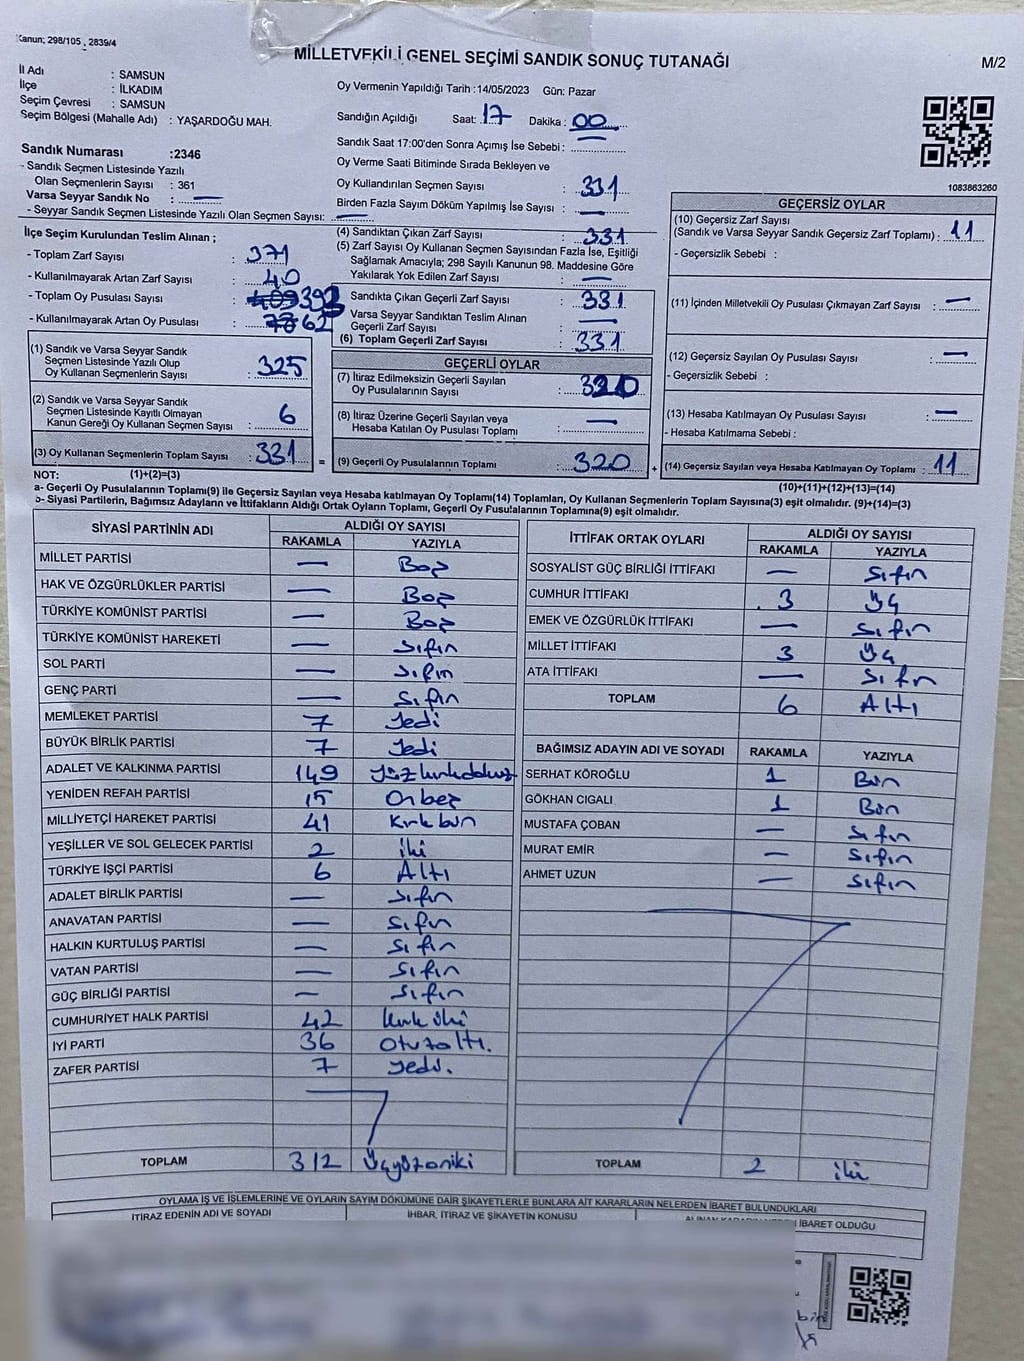 Kanun; 298/105 , 2839/4
MİLLETVEKİLİ GENEL SEÇİMİ SANDIK SONUÇ TUTANAĞI
M/2
İl Adı : SAMSUN
İlçe : İLKADIM
Seçim Çevresi : SAMSUN
Seçim Bölgesi (Mahalle Adı) : YAŞARDOĞU MAH.
Oy Vermenin Yapıldığı Tarih :14/05/2023 Gün: Pazar
Sandığın Açıldığı Saat: 17 Dakika: 00
Sandık Saat 17:00'den Sonra Açımış İse Sebebi :
Sandık Numarası :2346
- Sandık Seçmen Listesinde Yazılı
Olan Seçmenlerin Sayısı : 361
Varsa Seyyar Sandık No : —
- Seyyar Sandık Seçmen Listesinde Yazılı Olan Seçmen Sayısı: —
Oy Verme Saati Bitiminde Sırada Bekleyen ve
Oy Kullandırılan Seçmen Sayısı : 331
Birden Fazla Sayım Döküm Yapılmış İse Sayısı : —
1083863260
İlçe Seçim Kurulundan Teslim Alınan ;
- Toplam Zarf Sayısı : 371
- Kullanılmayarak Artan Zarf Sayısı : 40
- Toplam Oy Pusulası Sayısı : 409 393
- Kullanılmayarak Artan Oy Pusulası : 78 62
(1) Sandık ve Varsa Seyyar Sandık
Seçmen Listesinde Yazılı Olup
Oy Kullanan Seçmenlerin Sayısı : 325
(2) Sandık ve Varsa Seyyar Sandık
Seçmen Listesinde Kayıtlı Olmayan
Kanun Gereği Oy Kullanan Seçmen Sayısı : 6
(3) Oy Kullanan Seçmenlerin Toplam Sayısı : 331
(1)+(2)=(3)
(4) Sandıktan Çıkan Zarf Sayısı : 331
(5) Zarf Sayısı Oy Kullanan Seçmen Sayısından Fazla İse, Eşitliği
Sağlamak Amacıyla; 298 Sayılı Kanunun 98. Maddesine Göre
Yakılarak Yok Edilen Zarf Sayısı : —
Sandıkta Çıkan Geçerli Zarf Sayısı : 331
Varsa Seyyar Sandıktan Teslim Alınan
Geçerli Zarf Sayısı : —
(6) Toplam Geçerli Zarf Sayısı : 331
GEÇERLİ OYLAR
(7) İtiraz Edilmeksizin Geçerli Sayılan
Oy Pusulalarının Sayısı : 320
(8) İtiraz Üzerine Geçerli Sayılan veya
Hesaba Katılan Oy Pusulası Toplamı : —
= (9) Geçerli Oy Pusulalarının Toplamı : 320
GEÇERSİZ OYLAR
(10) Geçersiz Zarf Sayısı
(Sandık ve Varsa Seyyar Sandık Geçersiz Zarf Toplamı) : 11
- Geçersizlik Sebebi :
(11) İçinden Milletvekili Oy Pusulası Çıkmayan Zarf Sayısı : —
(12) Geçersiz Sayılan Oy Pusulası Sayısı : —
- Geçersizlik Sebebi :
(13) Hesaba Katılmayan Oy Pusulası Sayısı : —
- Hesaba Katılmama Sebebi :
+ (14) Geçersiz Sayılan veya Hesaba Katılmayan Oy Toplamı : 11
(10)+(11)+(12)+(13)=(14)
NOT:
a- Geçerli Oy Pusulalarının Toplamı(9) ile Geçersiz Sayılan veya Hesaba katılmayan Oy Toplamı(14) Toplamları, Oy Kullanan Seçmenlerin Toplam Sayısına(3) eşit olmalıdır. (9)+(14)=(3)
b- Siyasi Partilerin, Bağımsız Adayların ve İttifakların Aldığı Ortak Oyların Toplamı, Geçerli Oy Pusulalarının Toplamına(9) eşit olmalıdır.
SİYASİ PARTİNİN ADI ALDIĞI OY SAYISI
RAKAMLA YAZIYLA
MİLLET PARTİSİ — Boş
HAK VE ÖZGÜRLÜKLER PARTİSİ — Boş
TÜRKİYE KOMÜNİST PARTİSİ — Boş
TÜRKİYE KOMÜNİST HAREKETİ — Sıfır
SOL PARTİ — Sıfır
GENÇ PARTİ — Sıfır
MEMLEKET PARTİSİ 7 Yedi
BÜYÜK BİRLİK PARTİSİ 7 Yedi
ADALET VE KALKINMA PARTİSİ 149 Yüzkırkdokuz
YENİDEN REFAH PARTİSİ 15 Onbeş
MİLLİYETÇİ HAREKET PARTİSİ 41 Kırk bir
YEŞİLLER VE SOL GELECEK PARTİSİ 2 iki
TÜRKİYE İŞÇİ PARTİSİ 6 Altı
ADALET BİRLİK PARTİSİ — Sıfır
ANAVATAN PARTİSİ — Sıfır
HALKIN KURTULUŞ PARTİSİ — Sıfır
VATAN PARTİSİ — Sıfır
GÜÇ BİRLİĞİ PARTİSİ — Sıfır
CUMHURİYET HALK PARTİSİ 42 kırk iki
İYİ PARTİ 36 Otuzaltı.
ZAFER PARTİSİ 7 yedi.
TOPLAM 312 Üçyüzoniki
İTTİFAK ORTAK OYLARI ALDIĞI OY SAYISI
RAKAMLA YAZIYLA
SOSYALİST GÜÇ BİRLİĞİ İTTİFAKI — Sıfır
CUMHUR İTTİFAKI 3 Üç
EMEK VE ÖZGÜRLÜK İTTİFAKI — Sıfır
MİLLET İTTİFAKI 3 Üç
ATA İTTİFAKI — Sıfır
TOPLAM 6 Altı
BAĞIMSIZ ADAYIN ADI VE SOYADI RAKAMLA YAZIYLA
SERHAT KÖROĞLU 1 Bir
GÖKHAN CIGALI 1 Bir
MUSTAFA ÇOBAN — Sıfır
MURAT EMİR — Sıfır
AHMET UZUN — Sıfır
TOPLAM 2 iki
OYLAMA İŞ VE İŞLEMLERİNE VE OYLARIN SAYIM DÖKÜMÜNE DAİR ŞİKAYETLERLE BUNLARA AİT KARARLARIN NELERDEN İBARET BULUNDUKLARI
İTİRAZ EDENİN ADI VE SOYADI İHBAR, İTİRAZ VE ŞİKAYETİN KONUSU İBARET OLDUĞU